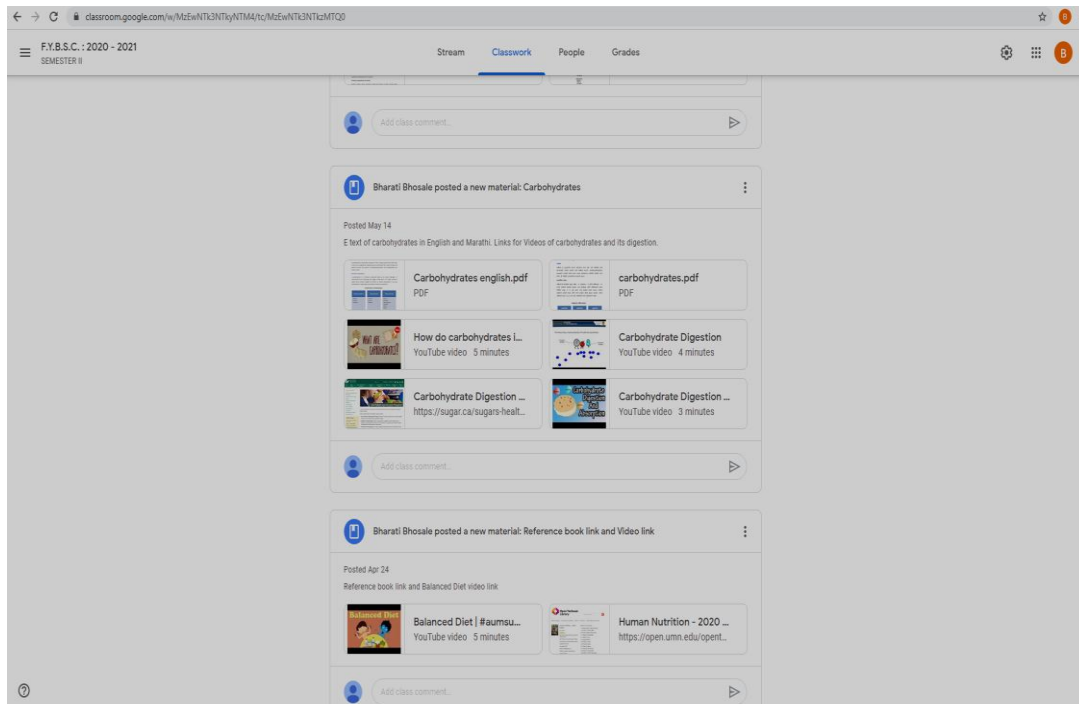 classroom.google.com/w/MzEwNTk3NTkyNTM4/tc/MzEwNTk3NTkzMTQ0
B
F.Y.B.S.C. : 2020 - 2021
SEMESTER II
Stream Classwork People Grades
B
Add class comment...
Bharati Bhosale posted a new material: Carbohydrates
Posted May 14
E text of carbohydrates in English and Marathi. Links for Videos of carbohydrates and its digestion.
Carbohydrates english.pdf
PDF
carbohydrates.pdf
PDF
How do carbohydrates i...
YouTube video 5 minutes
Carbohydrate Digestion
YouTube video 4 minutes
Carbohydrate Digestion ...
https://sugar.ca/sugars-healt...
Carbohydrate Digestion And Absorption
Carbohydrate Digestion ...
YouTube video 3 minutes
Add class comment...
Bharati Bhosale posted a new material: Reference book link and Video link
Posted Apr 24
Reference book link and Balanced Diet video link
Balanced Diet
Balanced Diet | #aumsu...
YouTube video 5 minutes
Human Nutrition - 2020 ...
https://open.umn.edu/opent...
Add class comment...